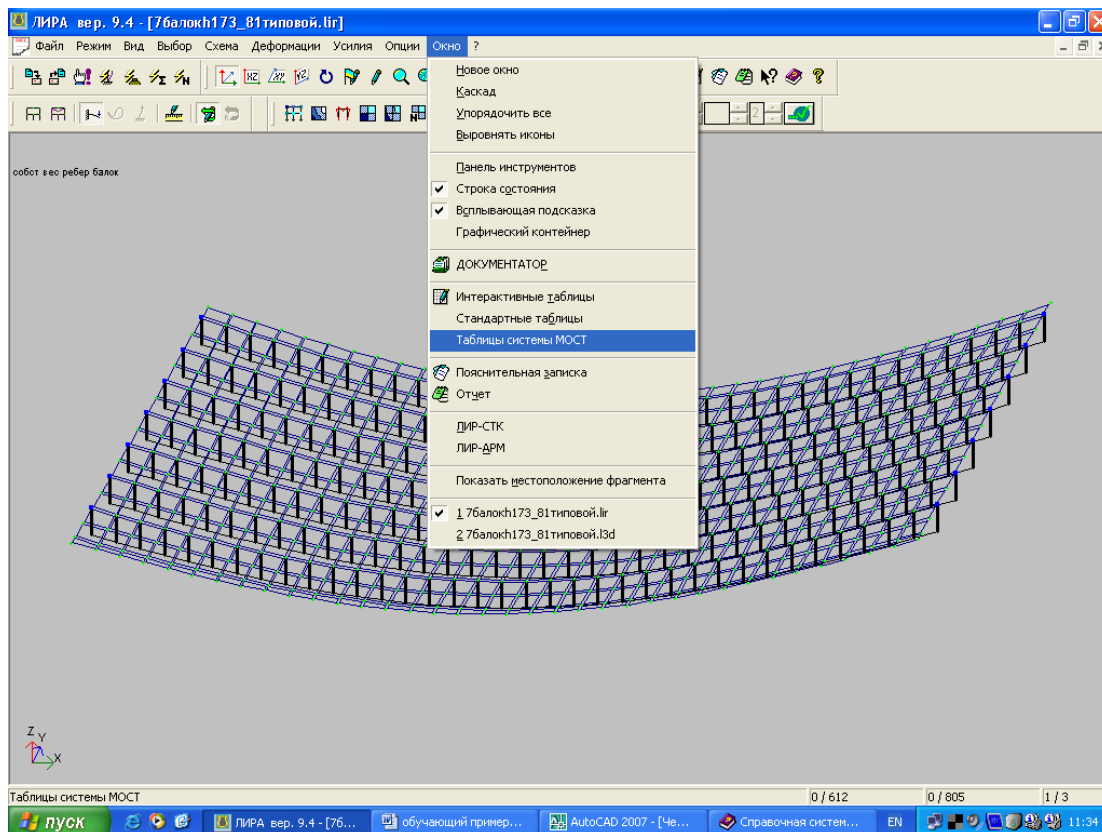 ЛИРА вер. 9.4 - [7балокh173_81типовой.lir]
Файл Режим Вид Выбор Схема Деформации Усилия Опции Окно ?
Новое окно
Каскад
Упорядочить все
Выровнять иконы
Панель инструментов
Строка состояния
Всплывающая подсказка
Графический контейнер
ДОКУМЕНТАТОР
Интерактивные таблицы
Стандартные таблицы
Таблицы системы МОСТ
Пояснительная записка
Отчет
ЛИР-СТК
ЛИР-АРМ
Показать местоположение фрагмента
1 7балокh173_81типовой.lir
2 7балокh173_81типовой.l3d
2
собст вес ребер балок
Z
Y
X
Таблицы системы МОСТ 0 / 612 0 / 805 1 / 3
пуск ЛИРА вер. 9.4 - [7б... обучающий пример... AutoCAD 2007 - [Че... Справочная систем... EN 11:34